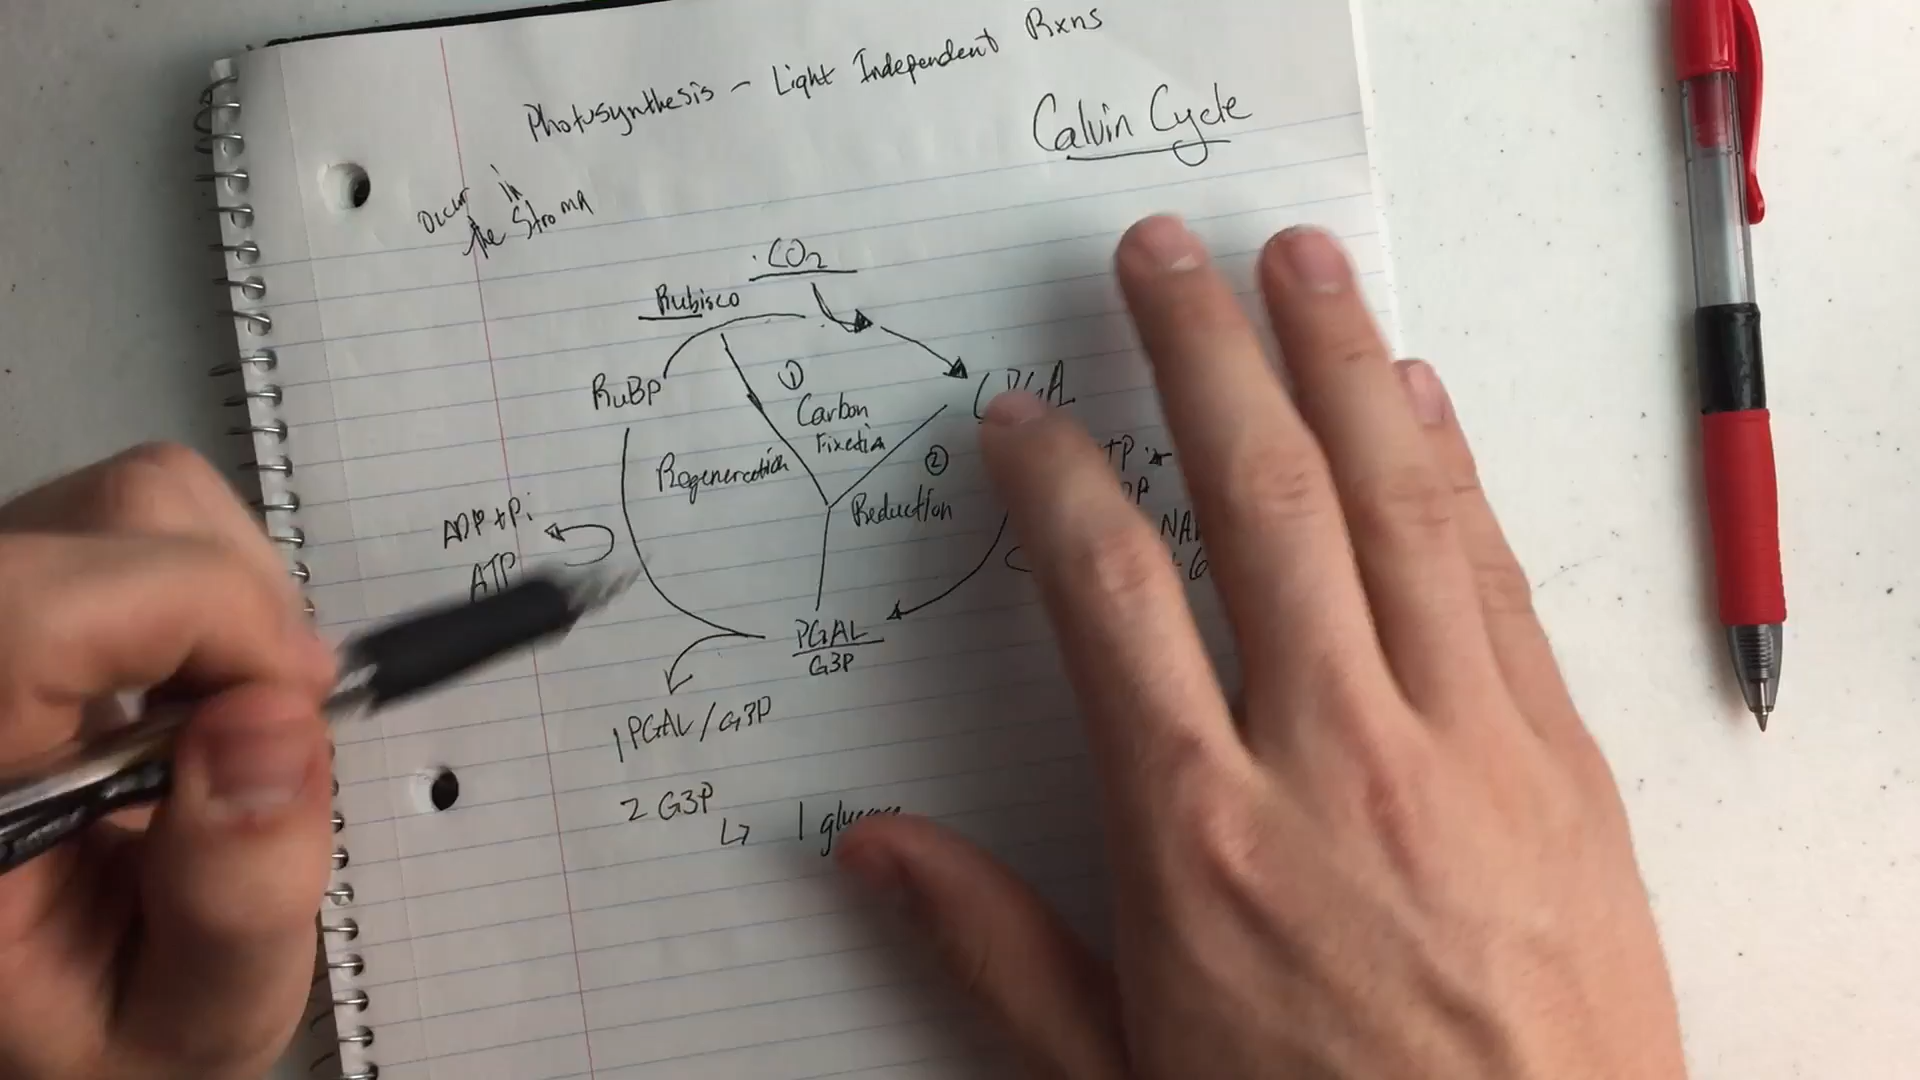 Photosynthesis - Light Independent Rxns
Calvin Cycle
Occur in
the Stroma
CO2
Rubisco
RuBP
1
Carbon
Fixation
Regeneration
2
Reduction
ADP + Pi
ATP
PGAL
G3P
1 PGAL / G3P
2 G3P
↳ 1 glucose